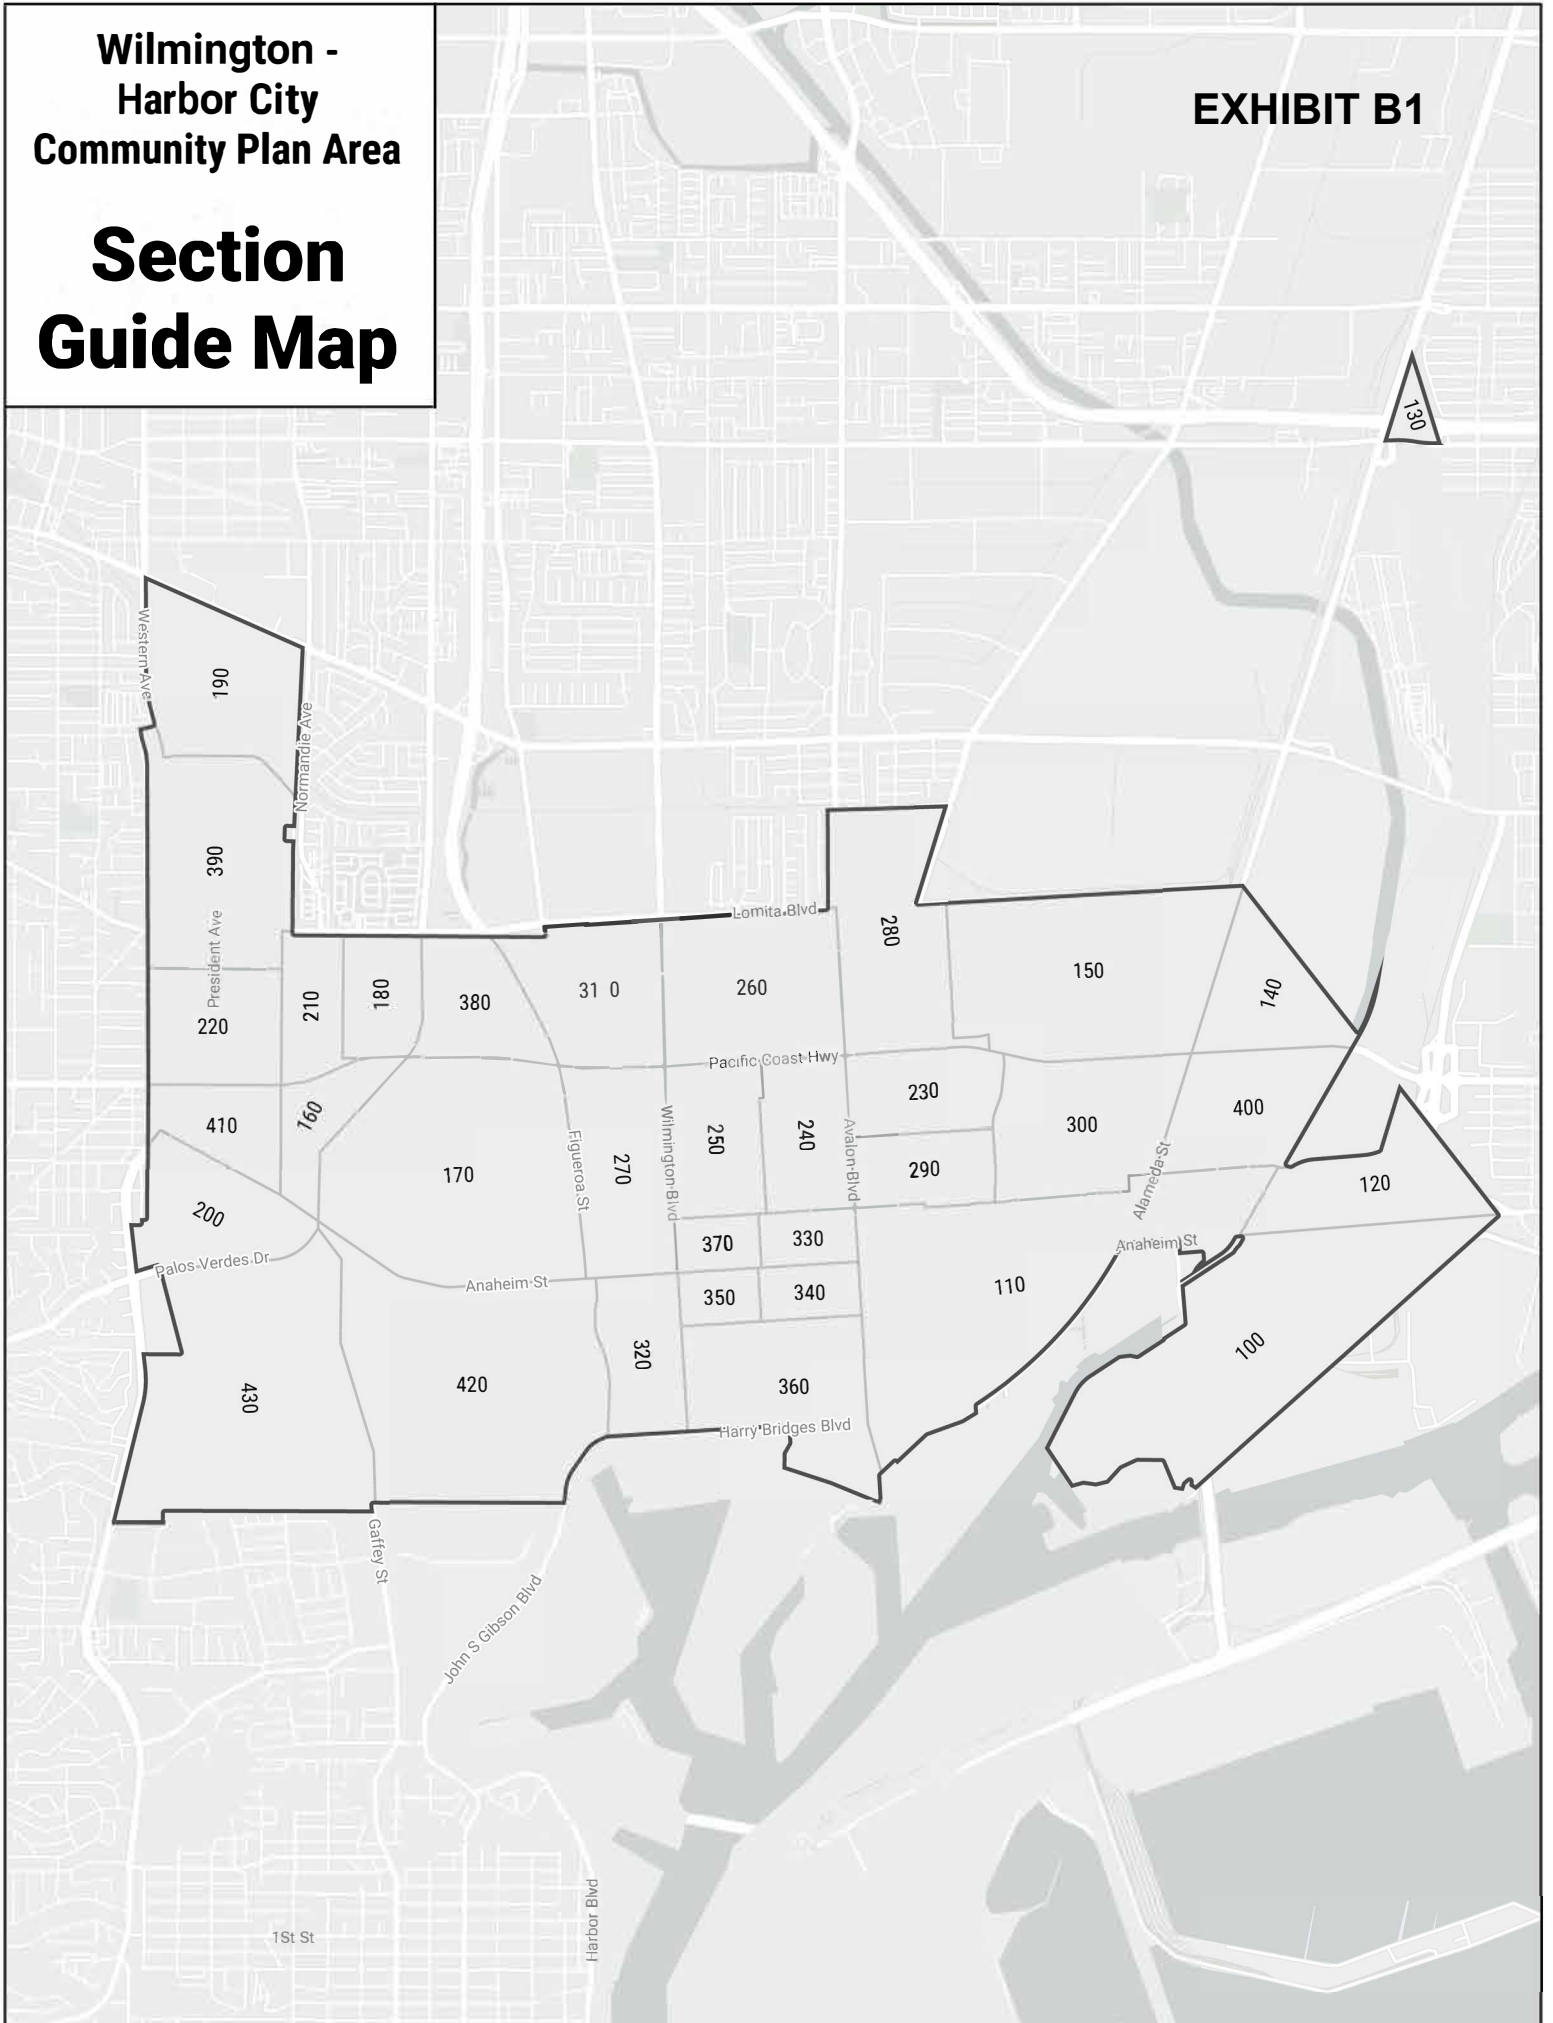 Wilmington -
Harbor City
Community Plan Area
Section
Guide Map
EXHIBIT B1
130
Western Ave
190
Normandie Ave
390
President Ave
Lomita Blvd
280
150
140
220
210
180
380
31 0
260
Pacific Coast Hwy
230
300
400
410
160
170
Figueroa St
270
Wilmington Blvd
250
240
Avalon Blvd
290
Alameda St
120
200
Palos Verdes Dr
370
330
Anaheim St
Anaheim St
350
340
110
100
430
420
320
360
Harry Bridges Blvd
Gaffey St
John S Gibson Blvd
Harbor Blvd
1St St